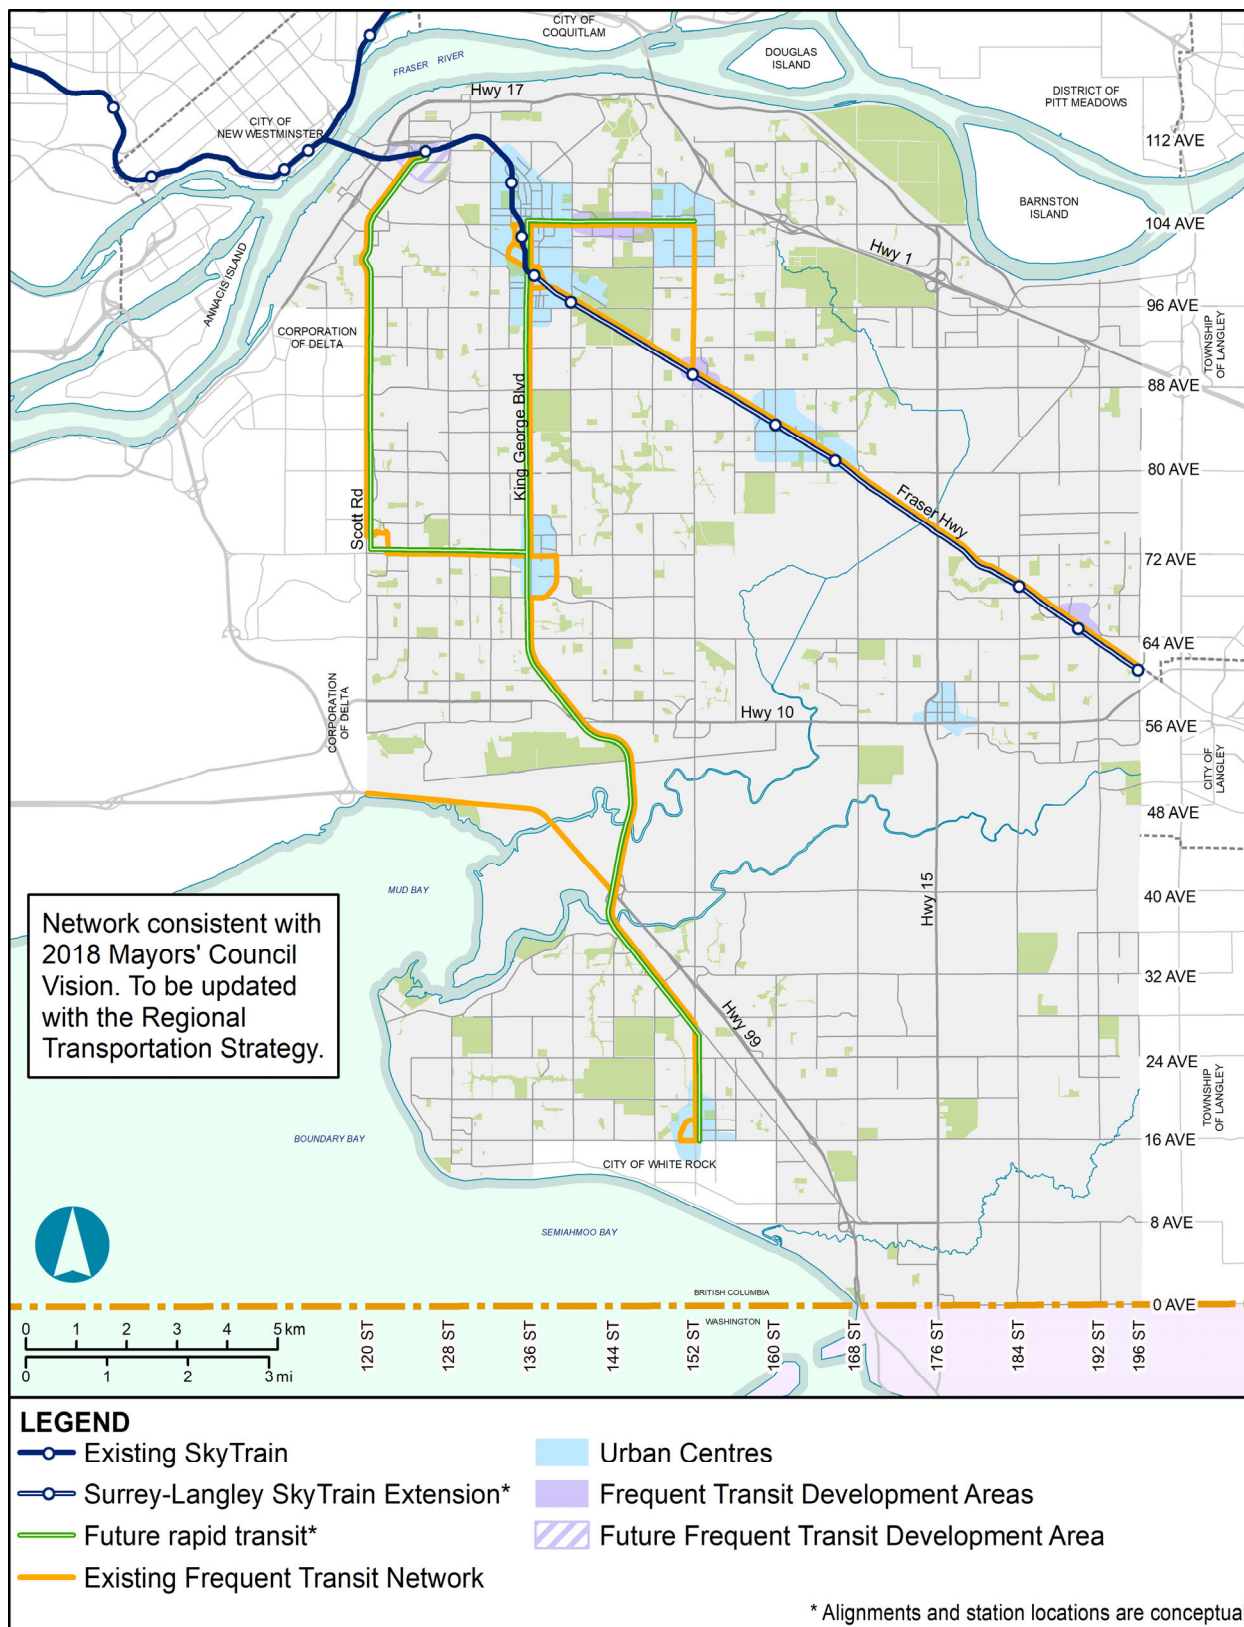 CITY OF
COQUITLAM
DOUGLAS
ISLAND
FRASER RIVER
Hwy 17
DISTRICT OF
PITT MEADOWS
CITY OF
NEW WESTMINSTER
112 AVE
BARNSTON
ISLAND
104 AVE
Hwy 1
ANNACIS ISLAND
96 AVE
CORPORATION
OF DELTA
TOWNSHIP
OF LANGLEY
88 AVE
King George Blvd
80 AVE
Scott Rd
Fraser Hwy
72 AVE
64 AVE
CORPORATION
OF DELTA
Hwy 10
56 AVE
CITY OF
LANGLEY
48 AVE
MUD BAY
40 AVE
Hwy 15
Network consistent with
2018 Mayors' Council
Vision. To be updated
with the Regional
Transportation Strategy.
32 AVE
Hwy 99
24 AVE
TOWNSHIP
OF LANGLEY
BOUNDARY BAY
16 AVE
CITY OF WHITE ROCK
8 AVE
SEMIAHMOO BAY
BRITISH COLUMBIA
0 AVE
WASHINGTON
0 1 2 3 4 5 km
0 1 2 3 mi
120 ST
128 ST
136 ST
144 ST
152 ST
160 ST
168 ST
176 ST
184 ST
192 ST
196 ST
LEGEND
Existing SkyTrain
Surrey-Langley SkyTrain Extension*
Future rapid transit*
Existing Frequent Transit Network
Urban Centres
Frequent Transit Development Areas
Future Frequent Transit Development Area
* Alignments and station locations are conceptual